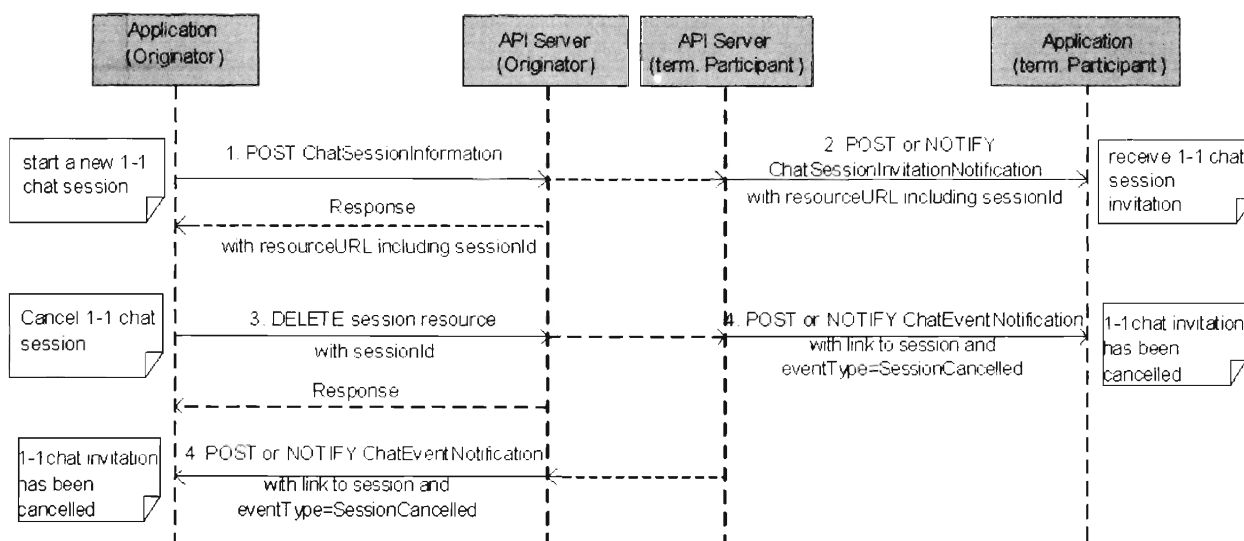 Application
(Originator)
API Server
(Originator)
API Server
(term. Participant)
Application
(term. Participant)
start a new 1-1
chat session
1. POST ChatSessionInformation
2 POST or NOTIFY
ChatSessionInvitationNotification
with resourceURL including sessionId
receive 1-1 chat
session
invitation
Response
with resourceURL including sessionId
Cancel 1-1 chat
session
3. DELETE session resource
with sessionId
4. POST or NOTIFY ChatEventNotification
with link to session and
eventType=SessionCancelled
1-1chat invitation
has been
cancelled
Response
1-1chat invitation
has been
cancelled
4 POST or NOTIFY ChatEventNotification
with link to session and
eventType=SessionCancelled